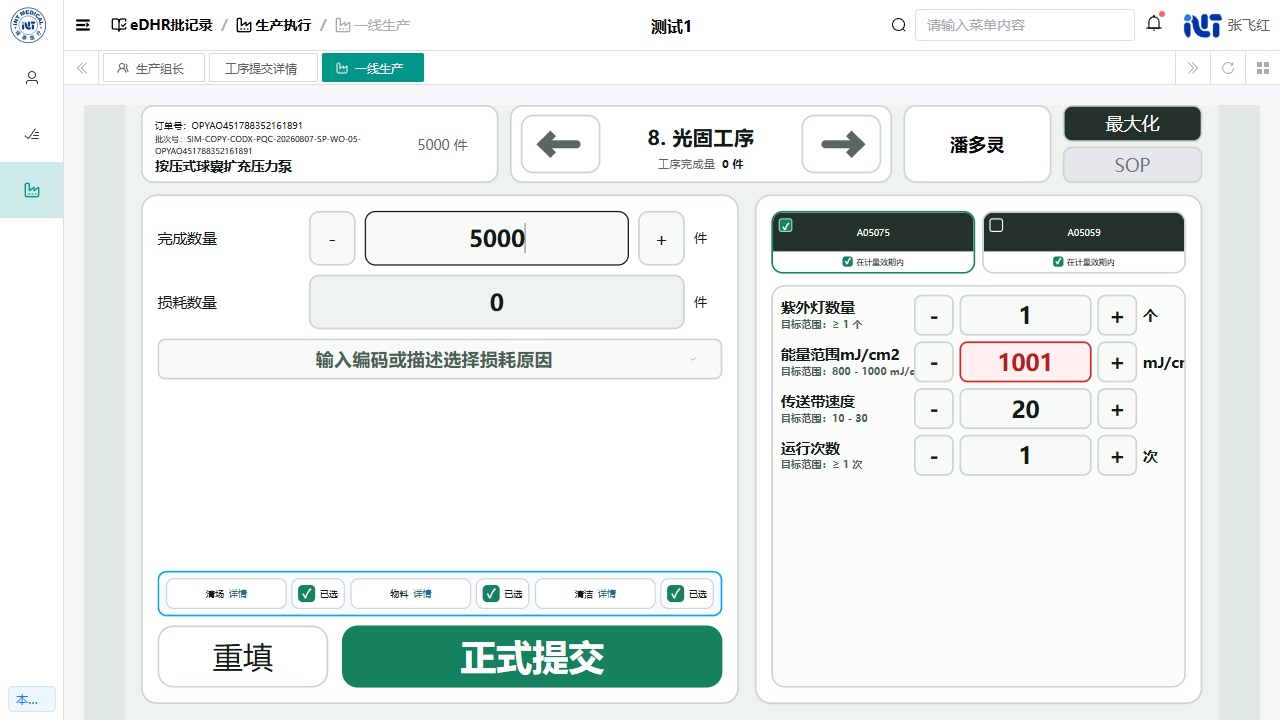 eDHR批记录 / 生产执行 / 一线生产
测试1
请输入菜单内容
张飞红
生产组长
工序提交详情
一线生产
订单号：OPYAO451788352161891
批次号：SIM-COPY-CODX-PQC-20260807-SP-WO-05-
OPYAO451788352161891
按压式球囊扩充压力泵
5000 件
8. 光固工序
工序完成量 0 件
潘多灵
最大化
SOP
完成数量
-
5000
+
件
损耗数量
0
件
输入编码或描述选择损耗原因
清场 详情
已选
物料 详情
已选
清洁 详情
已选
重填
正式提交
A05075
在计量效期内
A05059
在计量效期内
紫外灯数量
目标范围：≥ 1 个
-
1
+
个
能量范围mJ/cm2
目标范围：800 - 1000 mJ/c
-
1001
+
mJ/cm
传送带速度
目标范围：10 - 30
-
20
+
运行次数
目标范围：≥ 1 次
-
1
+
次
本...